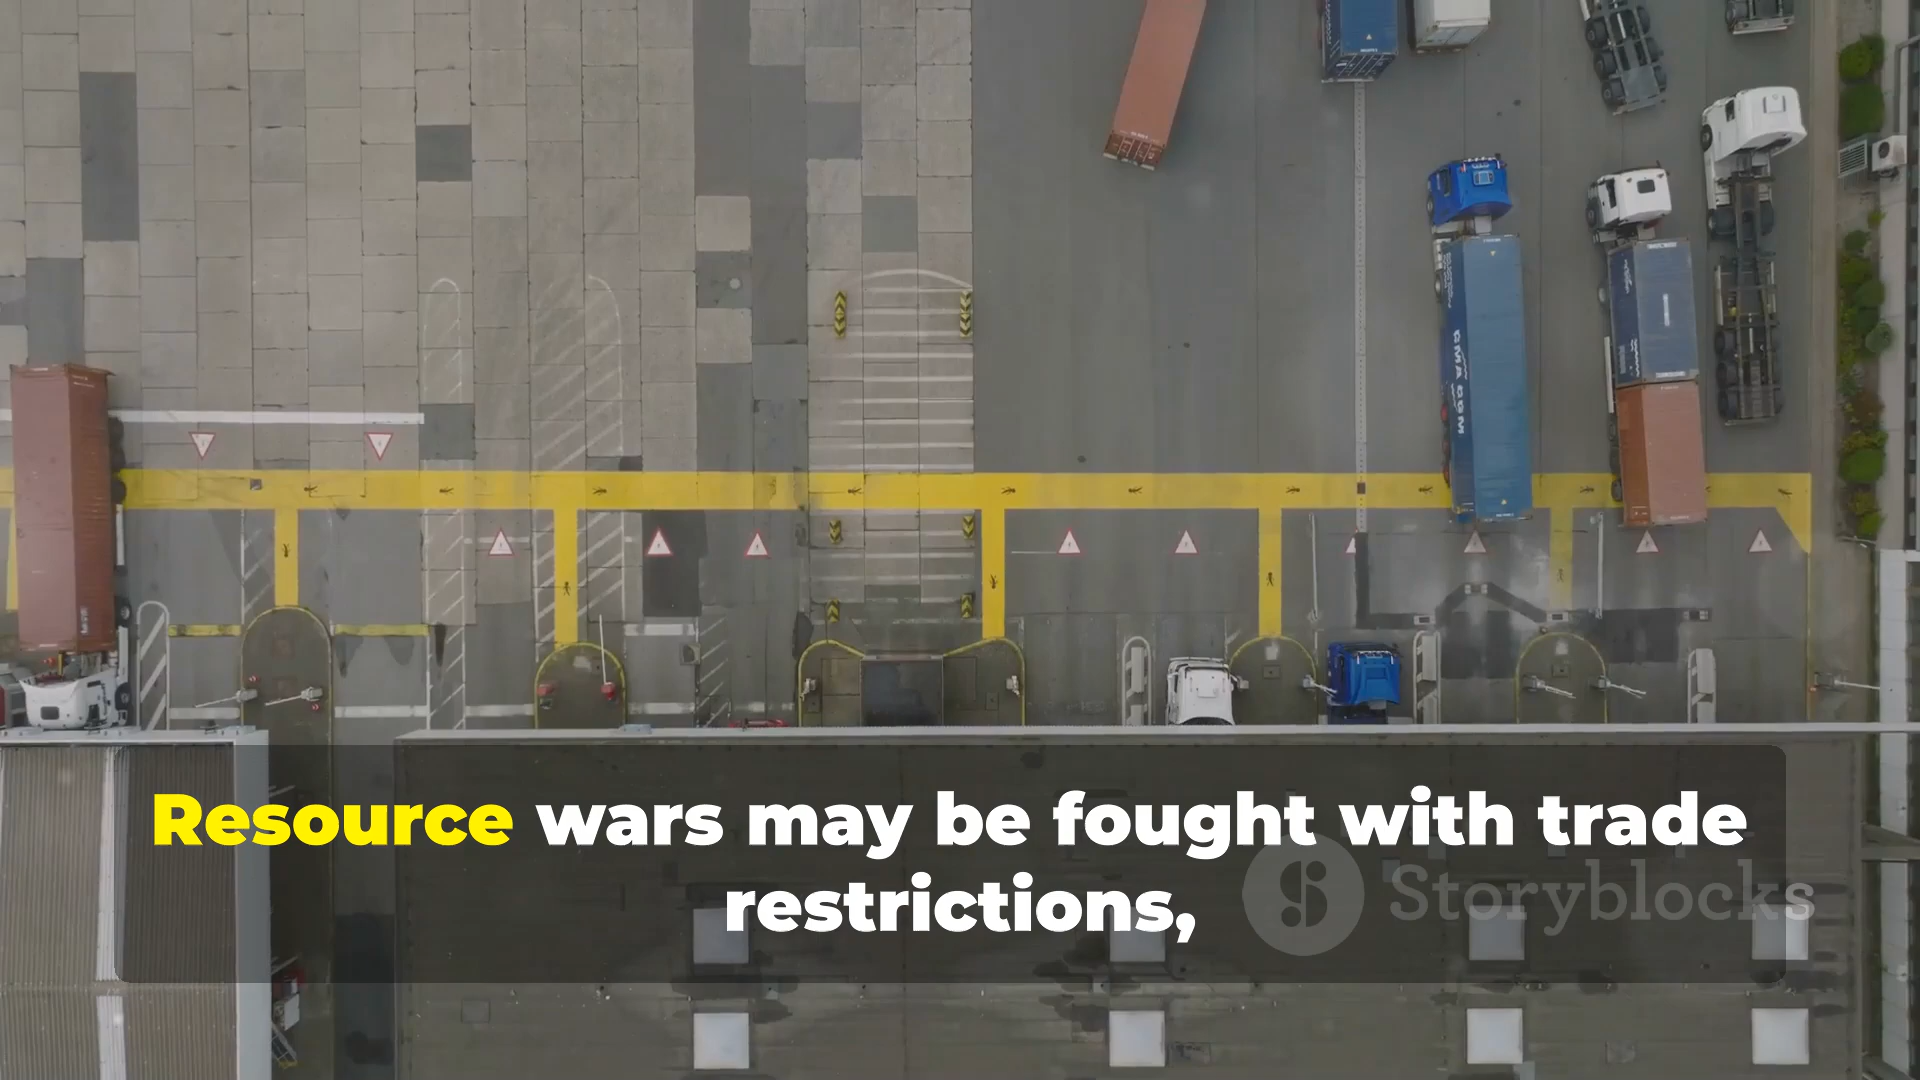 CMA CGM
Resource wars may be fought with trade
restrictions,
Storyblocks